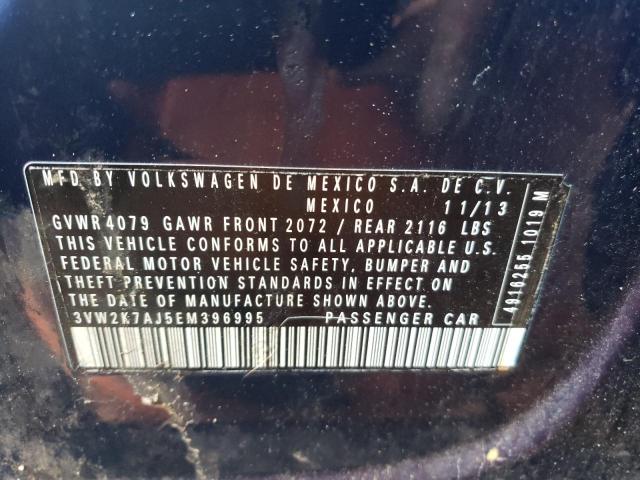 MFD. BY VOLKSWAGEN DE MEXICO S.A. DE C.V.
MEXICO 11/13
GVWR 4079 GAWR FRONT 2072 / REAR 2116 LBS
THIS VEHICLE CONFORMS TO ALL APPLICABLE U.S.
FEDERAL MOTOR VEHICLE SAFETY, BUMPER AND
THEFT PREVENTION STANDARDS IN EFFECT ON
THE DATE OF MANUFACTURE SHOWN ABOVE.
3VW2K7AJ5EM396995 PASSENGER CAR
4916255 1019 M